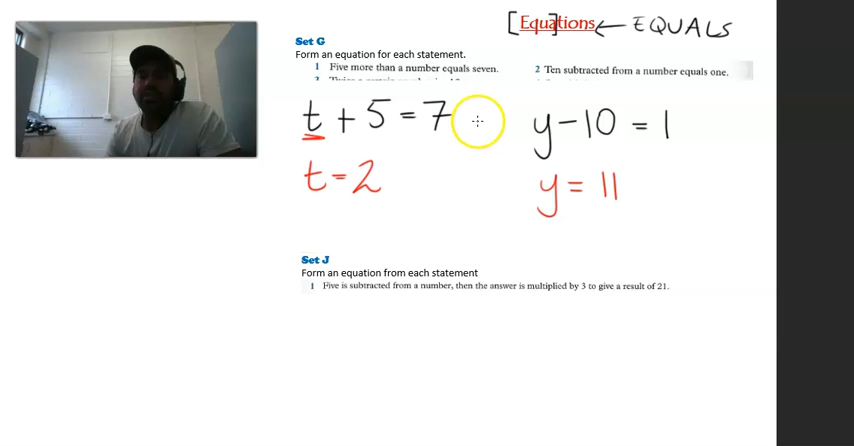 [Equations] ← EQUALS
Set G
Form an equation for each statement.
1 Five more than a number equals seven.
2 Ten subtracted from a number equals one.
t + 5 = 7
y - 10 = 1
t = 2
y = 11
Set J
Form an equation from each statement
1 Five is subtracted from a number, then the answer is multiplied by 3 to give a result of 21.